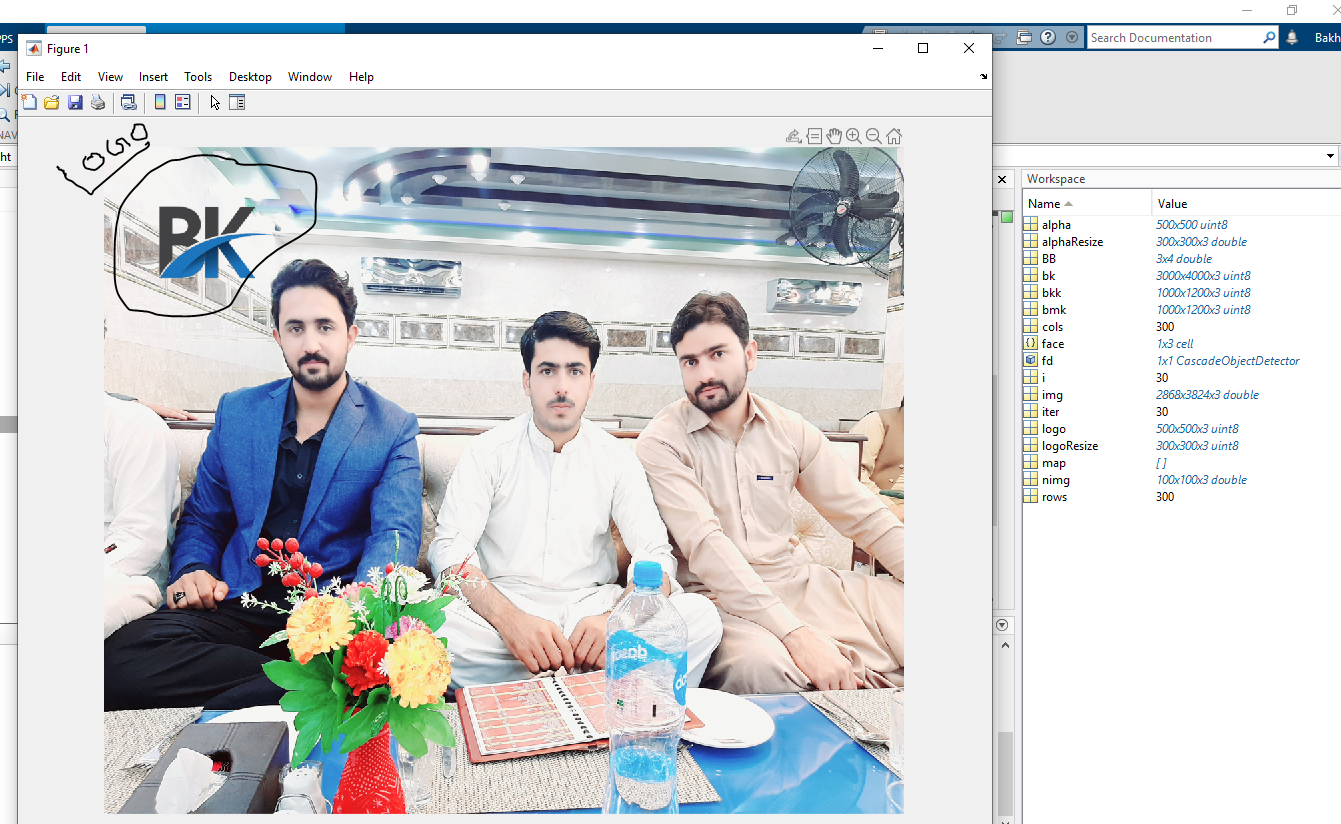 PPS
Search Documentation
Bakh
Figure 1
File Edit View Insert Tools Desktop Window Help
NAV
ht
LOGO
BK
Workspace
Name Value
alpha 500x500 uint8
alphaResize 300x300x3 double
BB 3x4 double
bk 3000x4000x3 uint8
bkk 1000x1200x3 uint8
bmk 1000x1200x3 uint8
cols 300
face 1x3 cell
fd 1x1 CascadeObjectDetector
i 30
img 2868x3824x3 double
iter 30
logo 500x500x3 uint8
logoResize 300x300x3 uint8
map []
nimg 100x100x3 double
rows 300